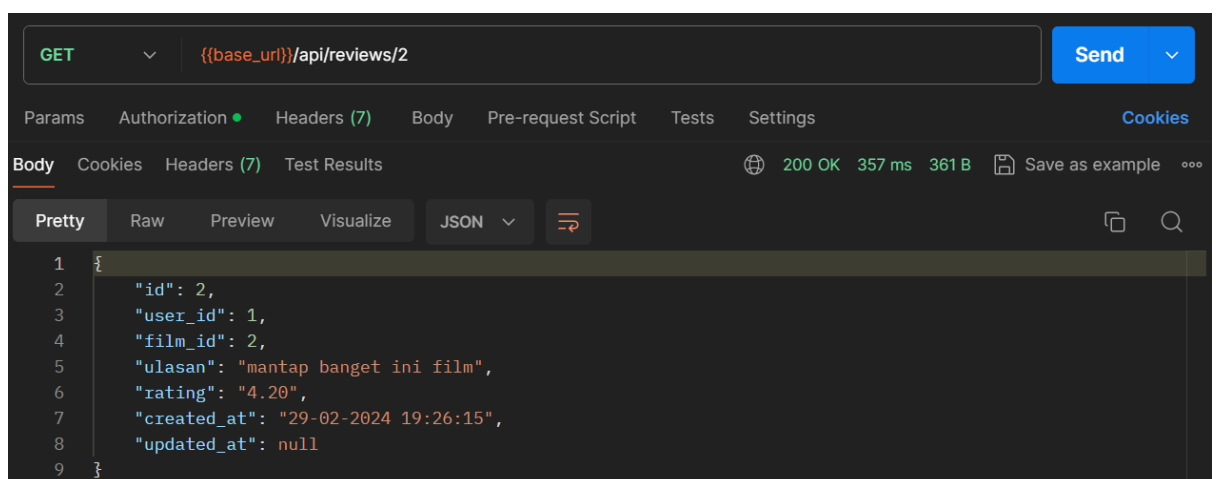 GET {{base_url}}/api/reviews/2 Send
Params Authorization Headers (7) Body Pre-request Script Tests Settings Cookies
Body Cookies Headers (7) Test Results 200 OK 357 ms 361 B Save as example
Pretty Raw Preview Visualize JSON
1 {
2 "id": 2,
3 "user_id": 1,
4 "film_id": 2,
5 "ulasan": "mantap banget ini film",
6 "rating": "4.20",
7 "created_at": "29-02-2024 19:26:15",
8 "updated_at": null
9 }